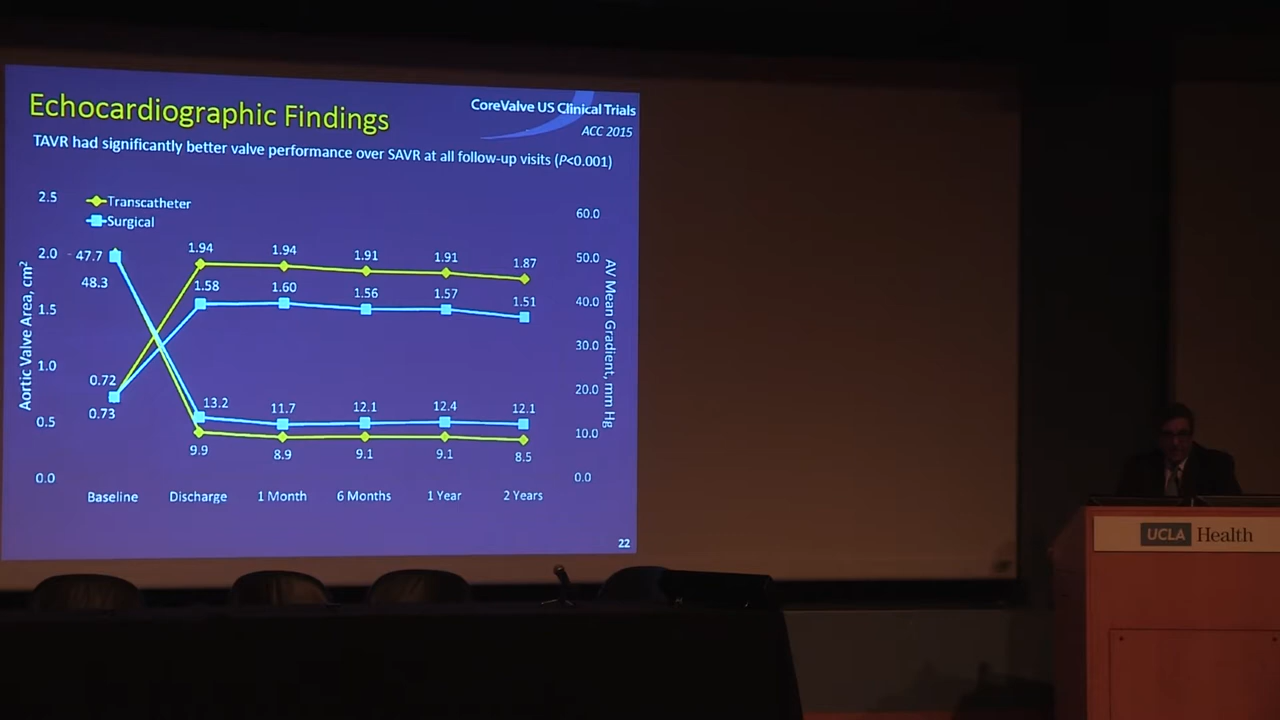 Echocardiographic Findings
CoreValve US Clinical Trials
ACC 2015
TAVR had significantly better valve performance over SAVR at all follow-up visits (P<0.001)
Transcatheter
Surgical
Aortic Valve Area, cm²
2.5
2.0
1.5
1.0
0.5
0.0
47.7
48.3
0.72
0.73
1.94
1.94
1.91
1.91
1.87
1.58
1.60
1.56
1.57
1.51
13.2
11.7
12.1
12.4
12.1
9.9
8.9
9.1
9.1
8.5
60.0
50.0
40.0
30.0
20.0
10.0
0.0
AV Mean Gradient, mm Hg
Baseline
Discharge
1 Month
6 Months
1 Year
2 Years
22
UCLA Health